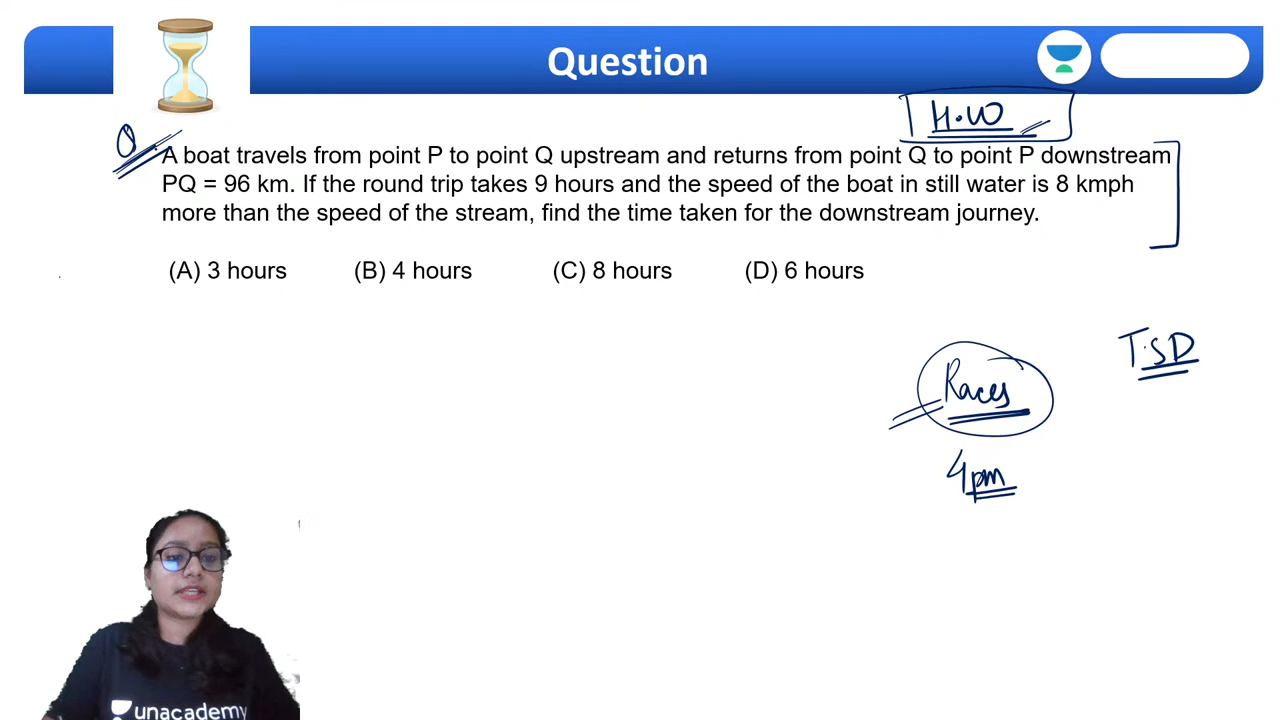 Question
H.W
Q.
A boat travels from point P to point Q upstream and returns from point Q to point P downstream
PQ = 96 km. If the round trip takes 9 hours and the speed of the boat in still water is 8 kmph
more than the speed of the stream, find the time taken for the downstream journey.
(A) 3 hours (B) 4 hours (C) 8 hours (D) 6 hours
T.S.D
Races
4pm
unacademy